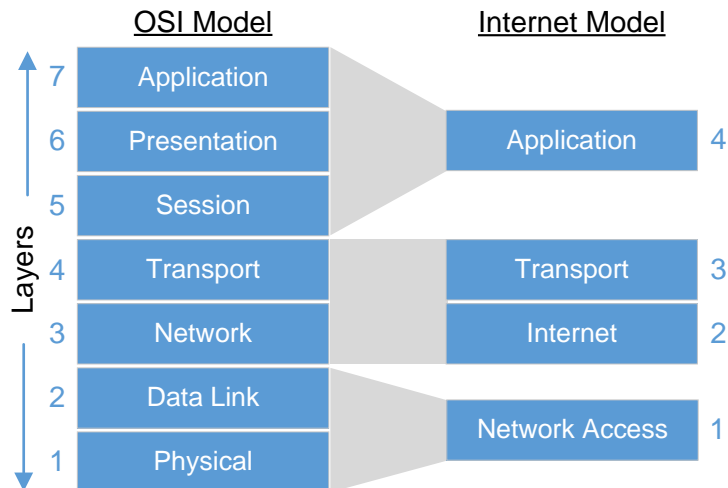 OSI Model
Internet Model
7 Application
6 Presentation
Application 4
5 Session
4 Transport
Transport 3
3 Network
Internet 2
2 Data Link
Network Access 1
1 Physical
Layers